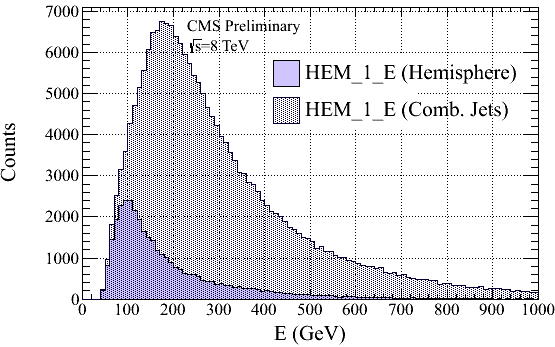 7000
6000
5000
4000
3000
2000
1000
0
Counts
CMS Preliminary
√s=8 TeV
HEM_1_E (Hemisphere)
HEM_1_E (Comb. Jets)
0 100 200 300 400 500 600 700 800 900 1000
E (GeV)